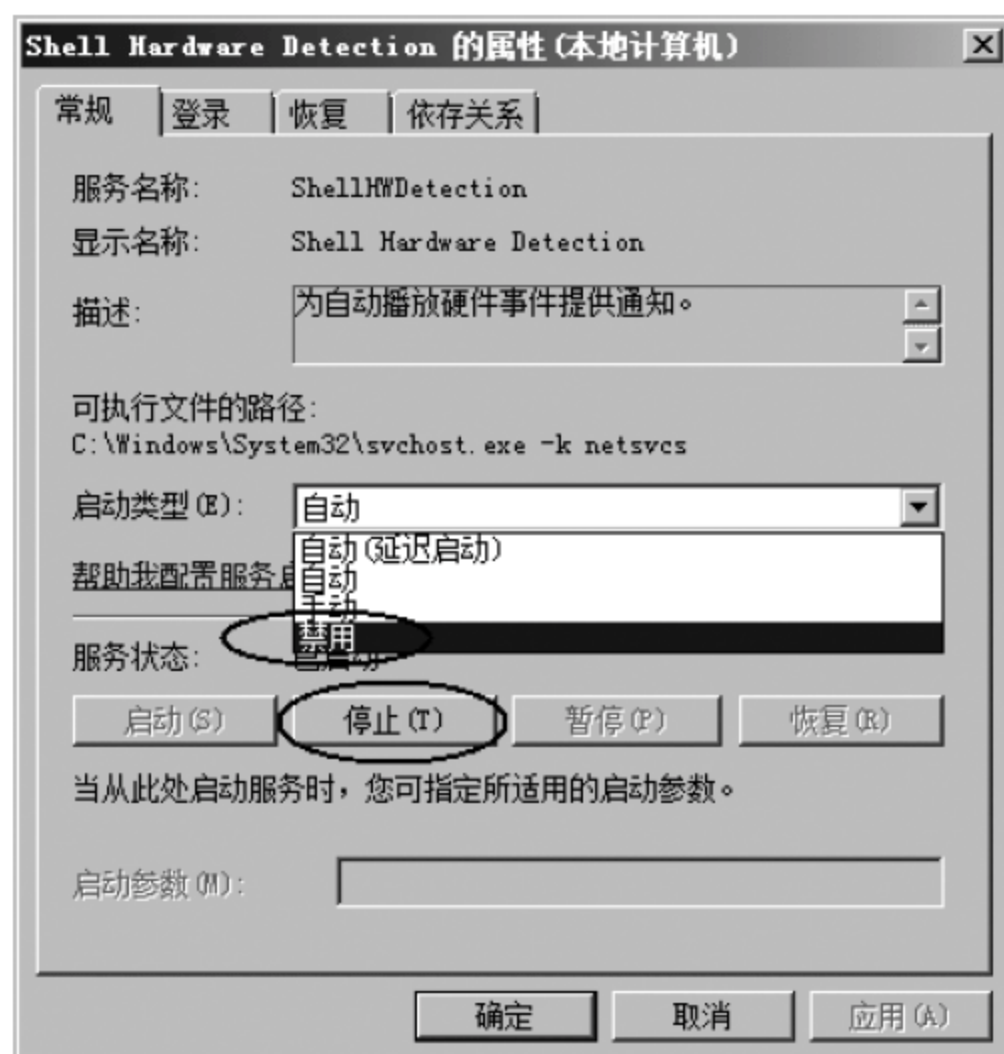 Shell Hardware Detection 的属性(本地计算机)
常规 登录 恢复 依存关系
服务名称: ShellHWDetection
显示名称: Shell Hardware Detection
描述: 为自动播放硬件事件提供通知。
可执行文件的路径:
C:\Windows\System32\svchost.exe -k netsvcs
启动类型(E): 自动
自动(延迟启动)
帮助我配置服务 自动
手动
禁用
服务状态: 已启动
启动(S) 停止(T) 暂停(P) 恢复(R)
当从此处启动服务时，您可指定所适用的启动参数。
启动参数(M):
确定 取消 应用(A)